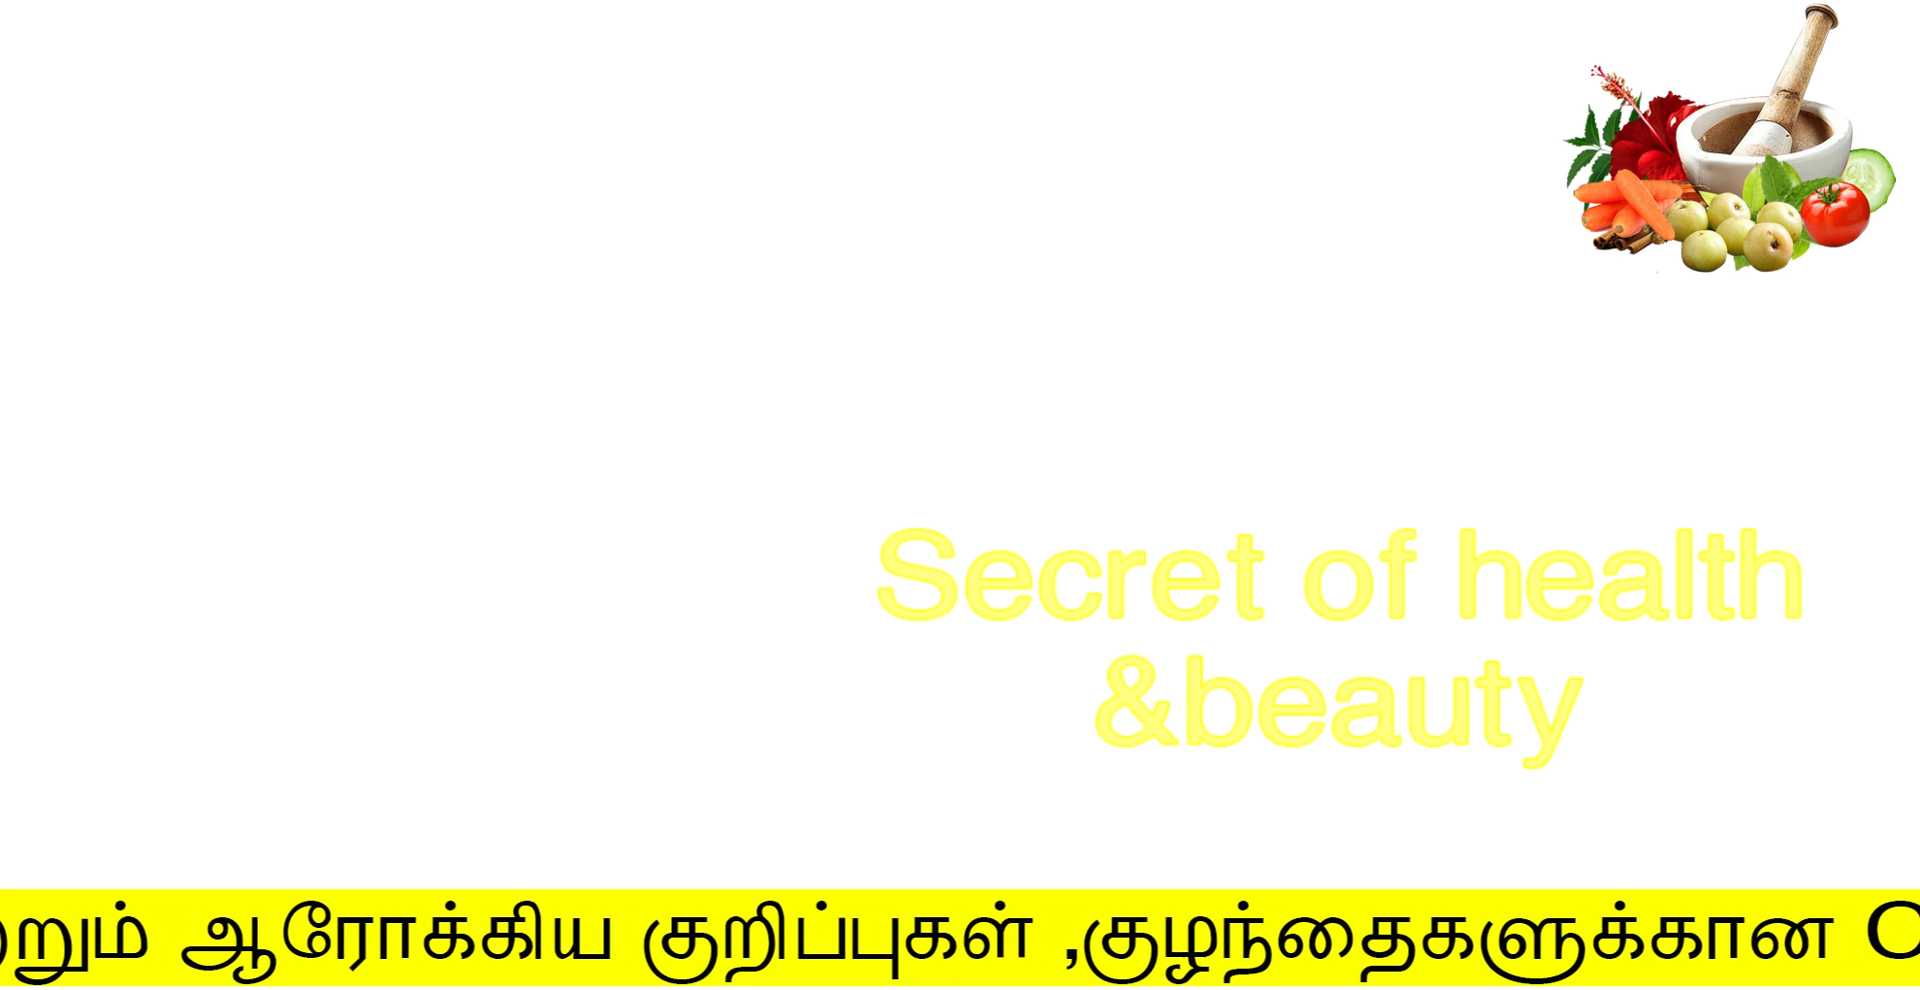 Secret of health
&beauty
ஆரோக்கிய குறிப்புகள் ,குழந்தைகளுக்கான